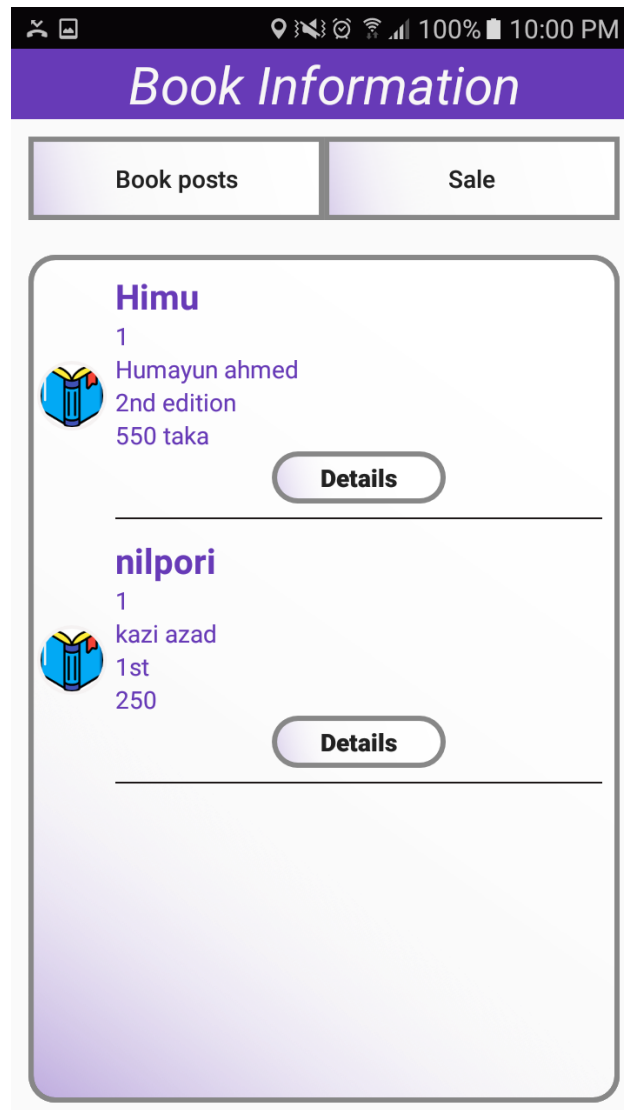 100% 10:00 PM
Book Information
Book posts Sale
Himu
1
Humayun ahmed
2nd edition
550 taka
Details
nilpori
1
kazi azad
1st
250
Details